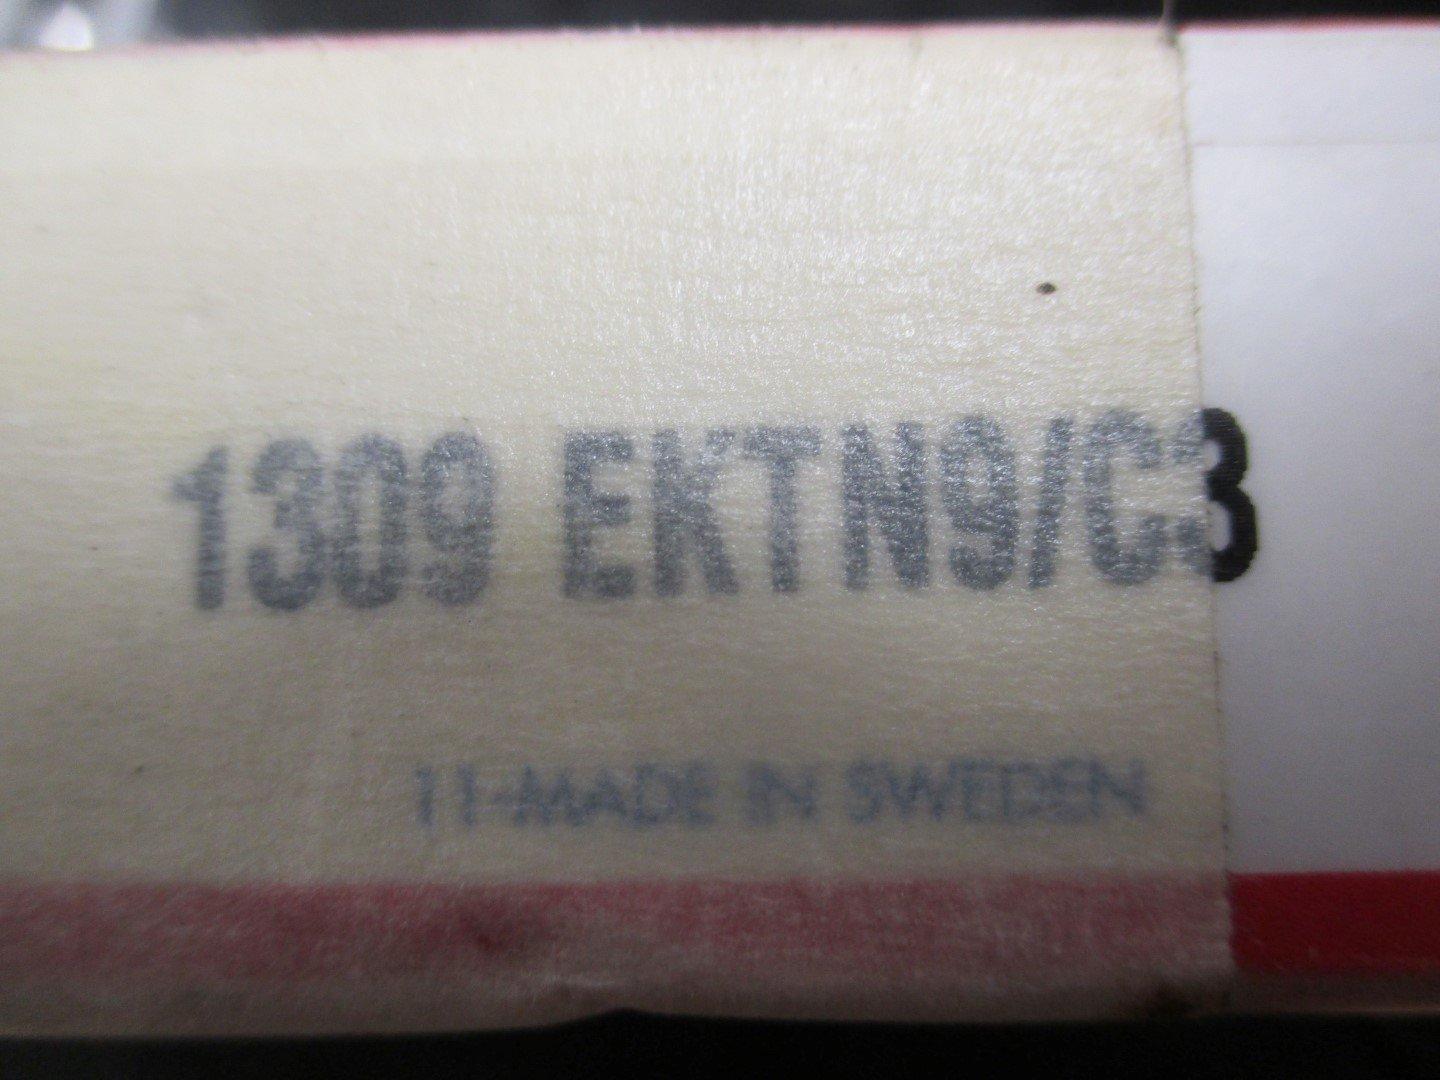 1309 EKTN9/C3
11-MADE IN SWEDEN